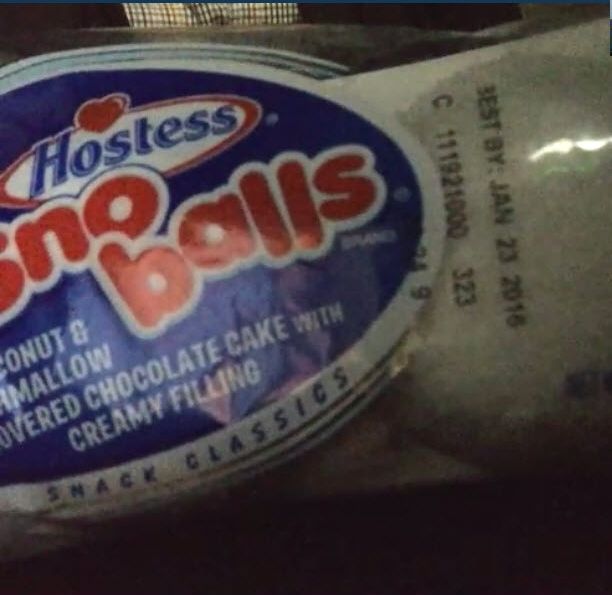 Hostess
sno
balls
BRAND
CONUT &
MALLOW
OVERED CHOCOLATE CAKE WITH
CREAMY FILLING
SNACK CLASSICS
BEST BY: JAN 23 2016
C 111921000 323